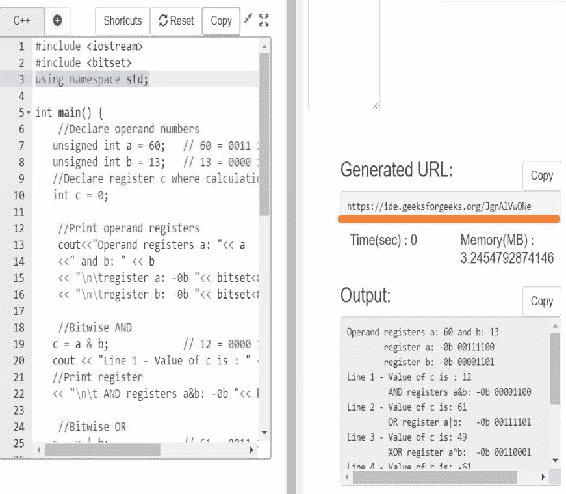 C++ Shortcuts Reset Copy
1 #include <iostream>
2 #include <bitset>
3 using namespace std;
4
5 int main() {
6 //Declare operand numbers
7 unsigned int a = 60; // 60 = 0011
8 unsigned int b = 13; // 13 = 0000
9 //Declare register c where calculati
10 int c = 0;
11
12 //Print operand registers
13 cout<<"Operand registers a: "<< a
14 <<" and b: " << b
15 << "\n\tregister a: -0b "<< bitset<
16 << "\n\tregister b: -0b "<< bitset<
17
18 //Bitwise AND
19 c = a & b; // 12 = 0000
20 cout << "Line 1 - Value of c is : "
21 //Print register
22 << "\n\t AND registers a&b: -0b "<<
23
24 //Bitwise OR
25
Generated URL: Copy
Time(sec) : 0 Memory(MB) :
3.2454792874146
Output: Copy
Operand registers a: 60 and b: 13
register a: -0b 00111100
register b: -0b 00001101
Line 1 - Value of c is : 12
AND registers a&b: -0b 00001100
Line 2 - Value of c is: 61
OR register a|b: -0b 00111101
Line 3 - Value of c is: 49
XOR register a^b: -0b 00110001
Line 4 - Value of c is: -61